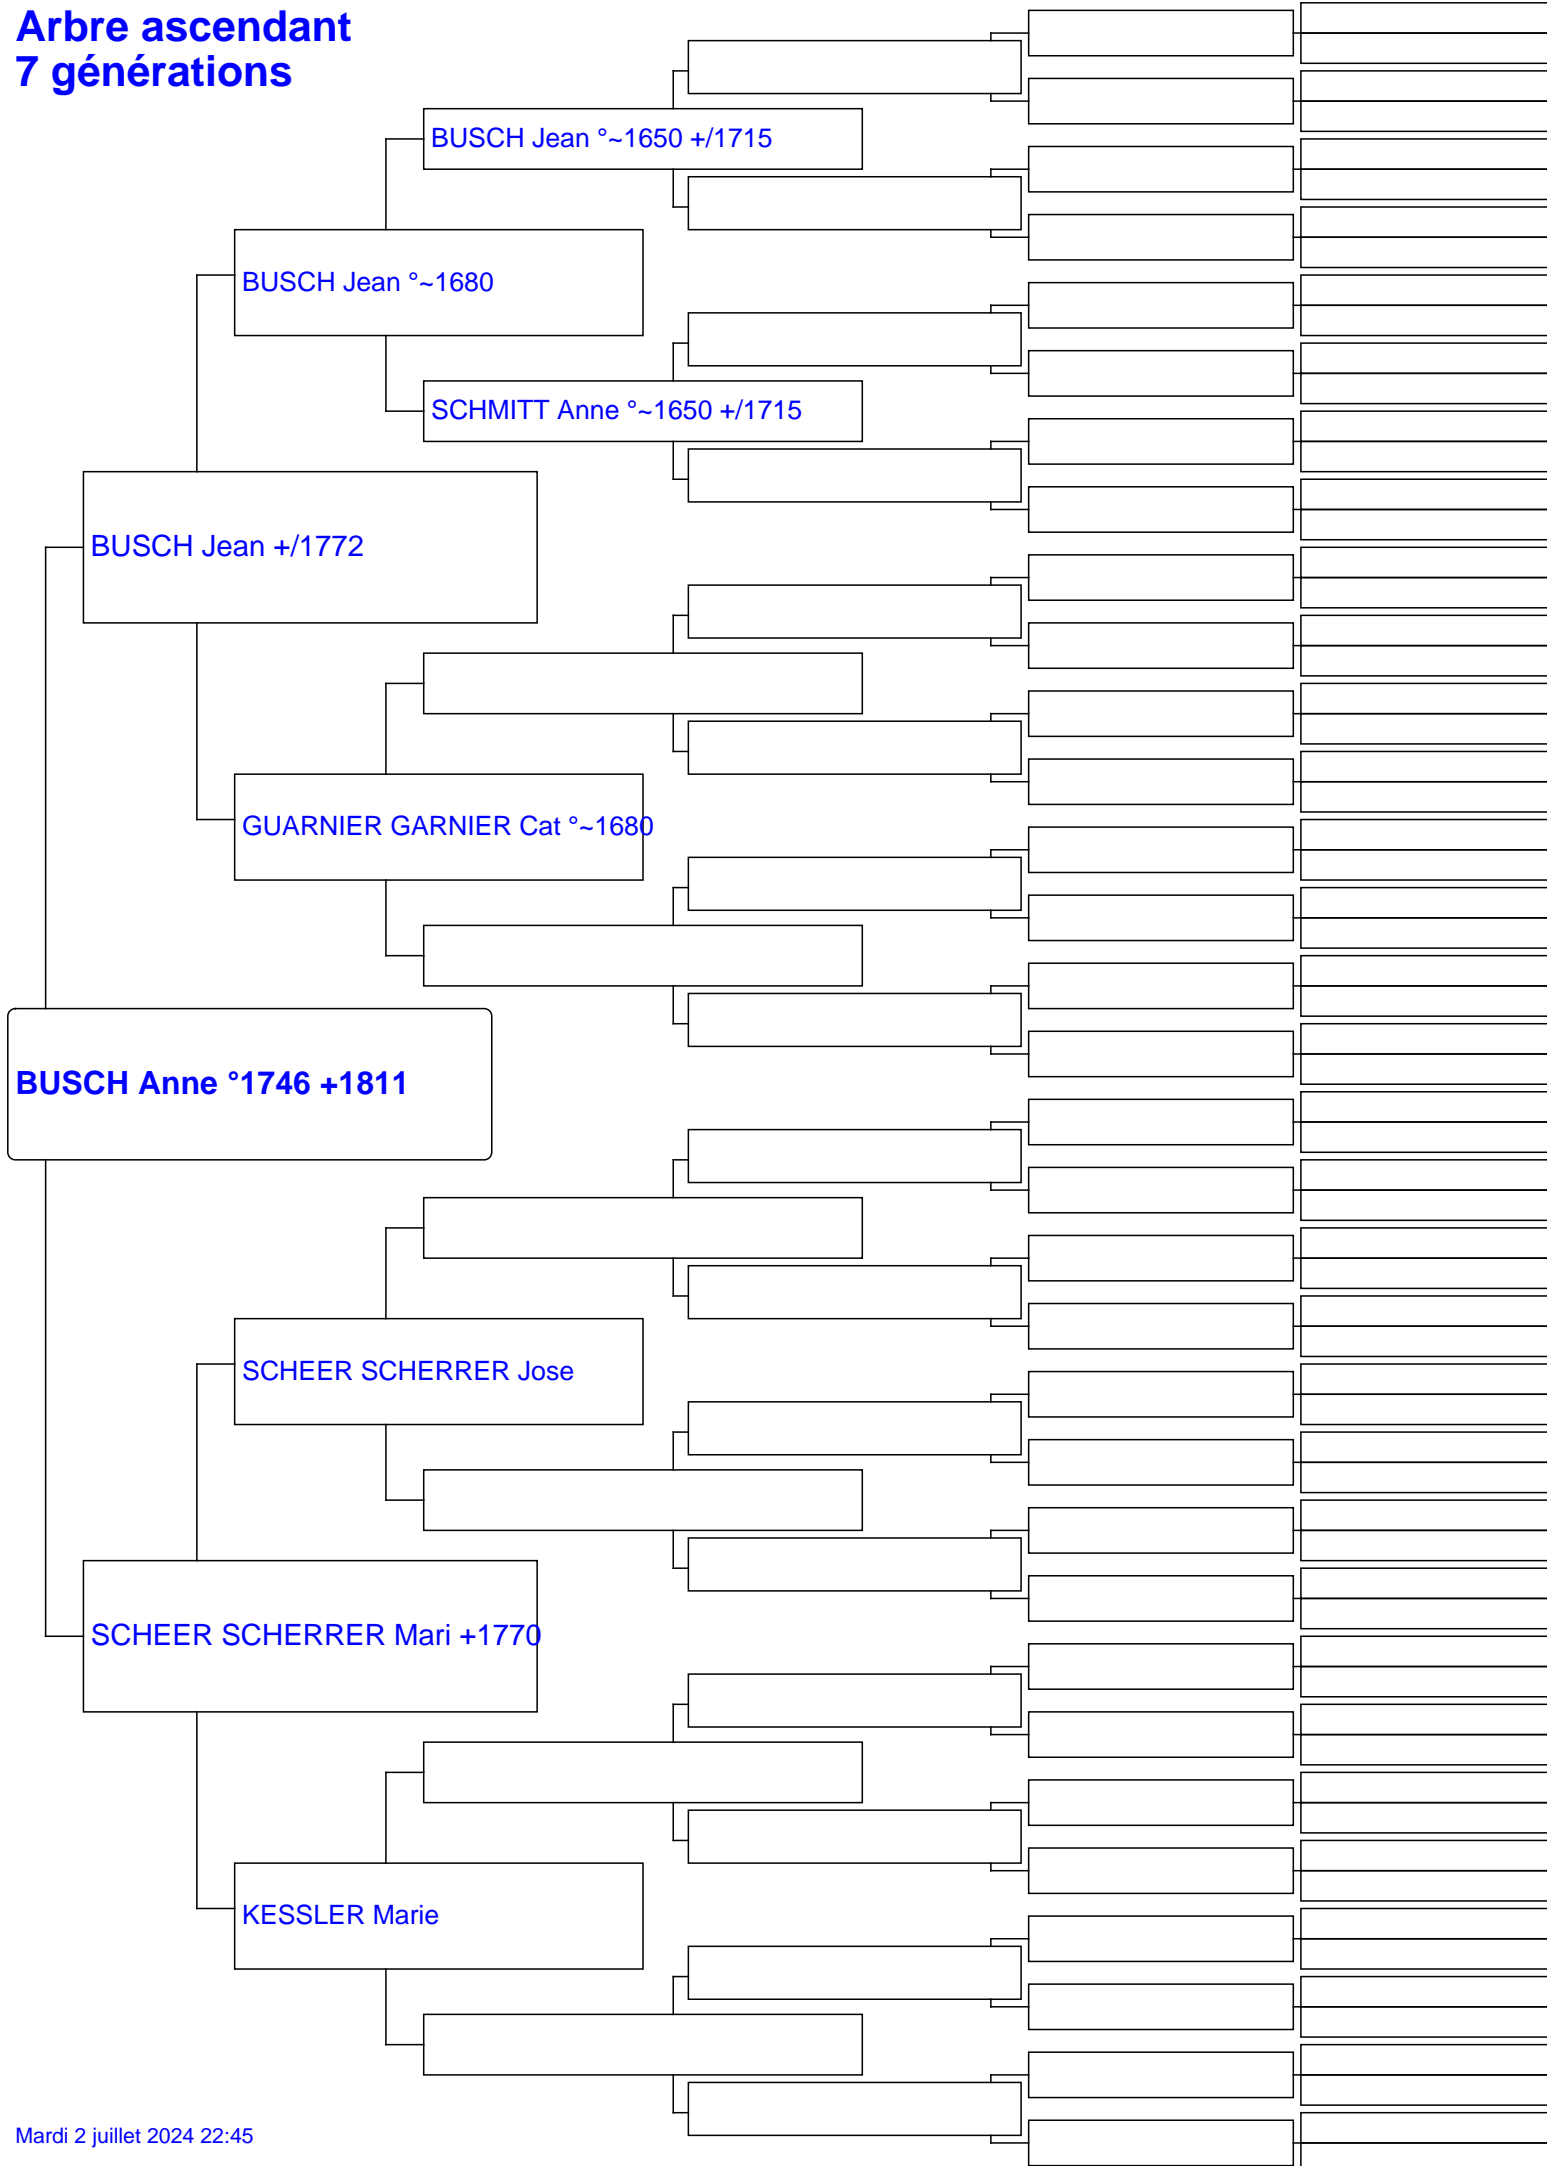 Arbre ascendant
7 générations
BUSCH Jean °~1650 +/1715
BUSCH Jean °~1680
SCHMITT Anne °~1650 +/1715
BUSCH Jean +/1772
GUARNIER GARNIER Cat °~1680
BUSCH Anne °1746 +1811
SCHEER SCHERRER Jose
SCHEER SCHERRER Mari +1770
KESSLER Marie
Mardi 2 juillet 2024 22:45